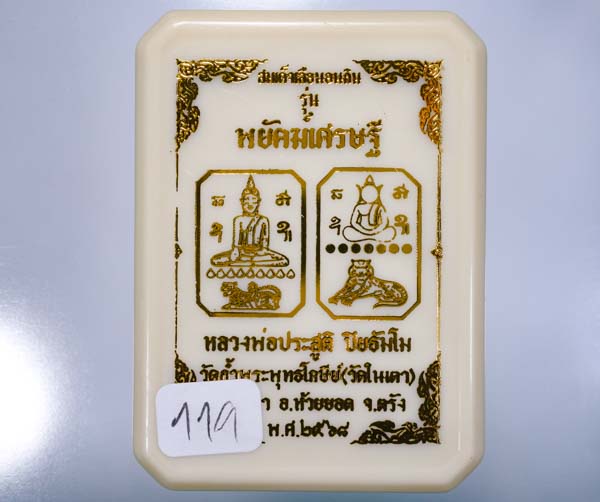 สมเด็จเสือนอนกิน
รุ่น
พยัคฆ์เศรษฐี
หลวงพ่อประสูติ ปิยธัมโม
วัดถ้ำพระพุทธโกษีย์(วัดในเตา)
อ.ห้วยยอด จ.ตรัง
พ.ศ.๒๕๖๘
119